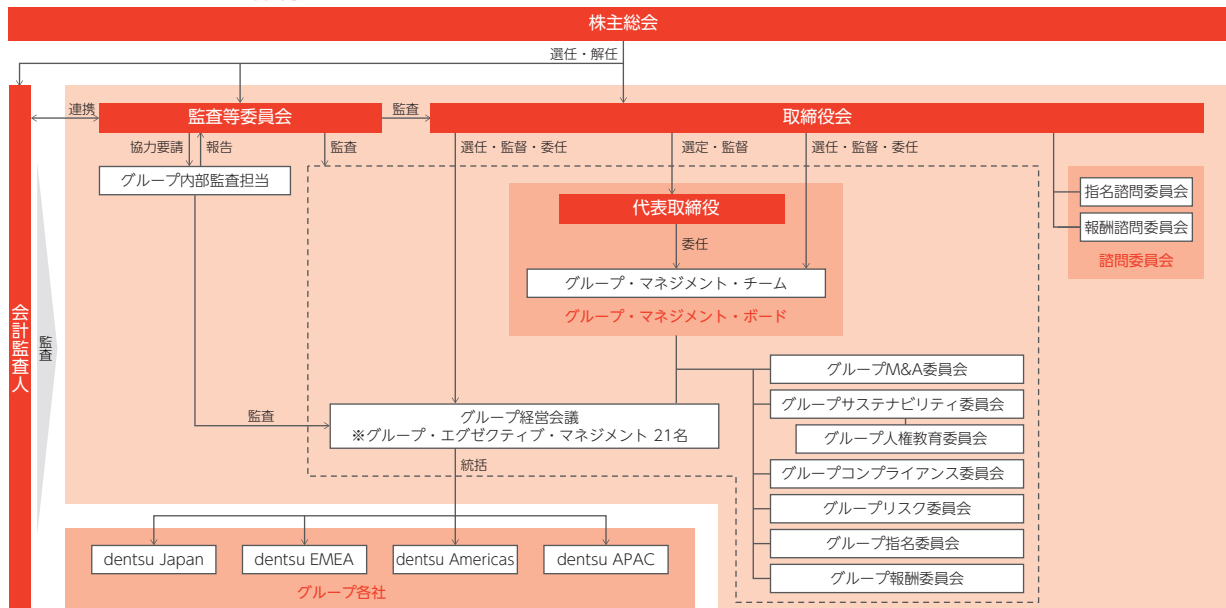 株主総会
選任・解任
連携
監査等委員会
監査
取締役会
協力要請
報告
監査
選任・監督・委任
選定・監督
選任・監督・委任
グループ内部監査担当
指名諮問委員会
代表取締役
報酬諮問委員会
委任
諮問委員会
グループ・マネジメント・チーム
グループ・マネジメント・ボード
会計監査人
監査
グループM&A委員会
グループサステナビリティ委員会
監査
グループ経営会議
※グループ・エグゼクティブ・マネジメント 21名
グループ人権教育委員会
統括
グループコンプライアンス委員会
グループリスク委員会
グループ指名委員会
グループ報酬委員会
dentsu Japan
dentsu EMEA
dentsu Americas
dentsu APAC
グループ各社